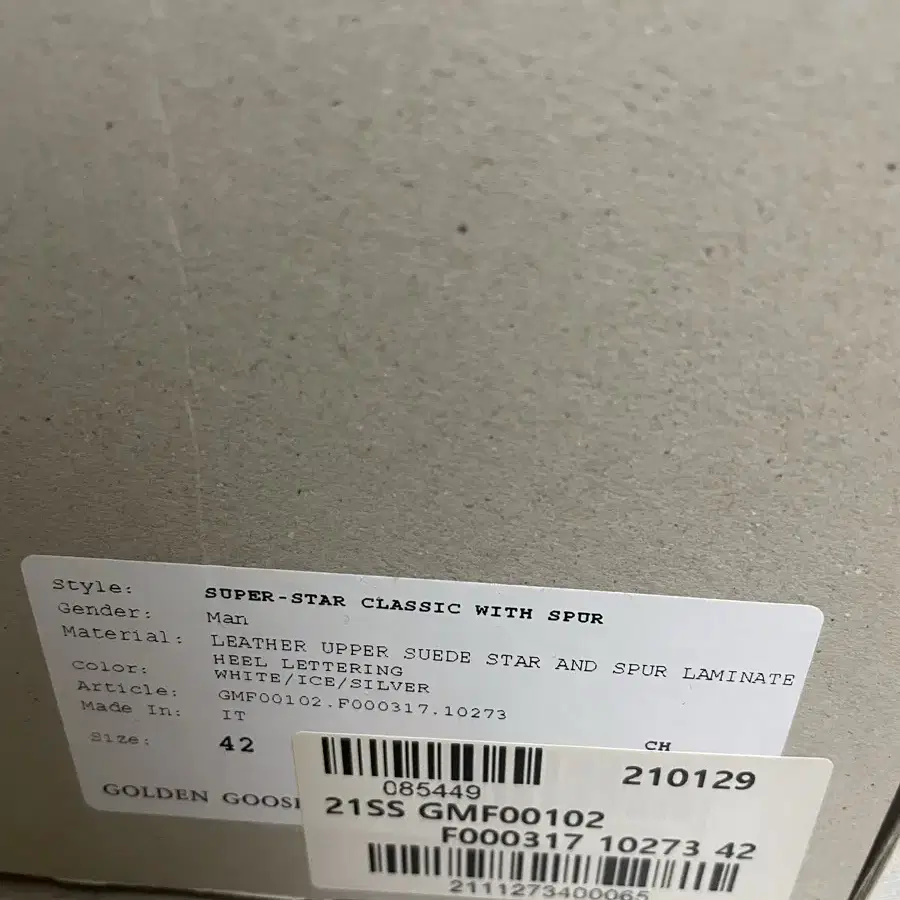 Style: SUPER-STAR CLASSIC WITH SPUR
Gender: Man
Material: LEATHER UPPER SUEDE STAR AND SPUR LAMINATE
HEEL LETTERING
Color: WHITE/ICE/SILVER
Article: GMF00102.F000317.10273
Made In: IT
Size: 42 CH
GOLDEN
085449 210129
21SS GMF00102
F000317 10273 42
2111273400065